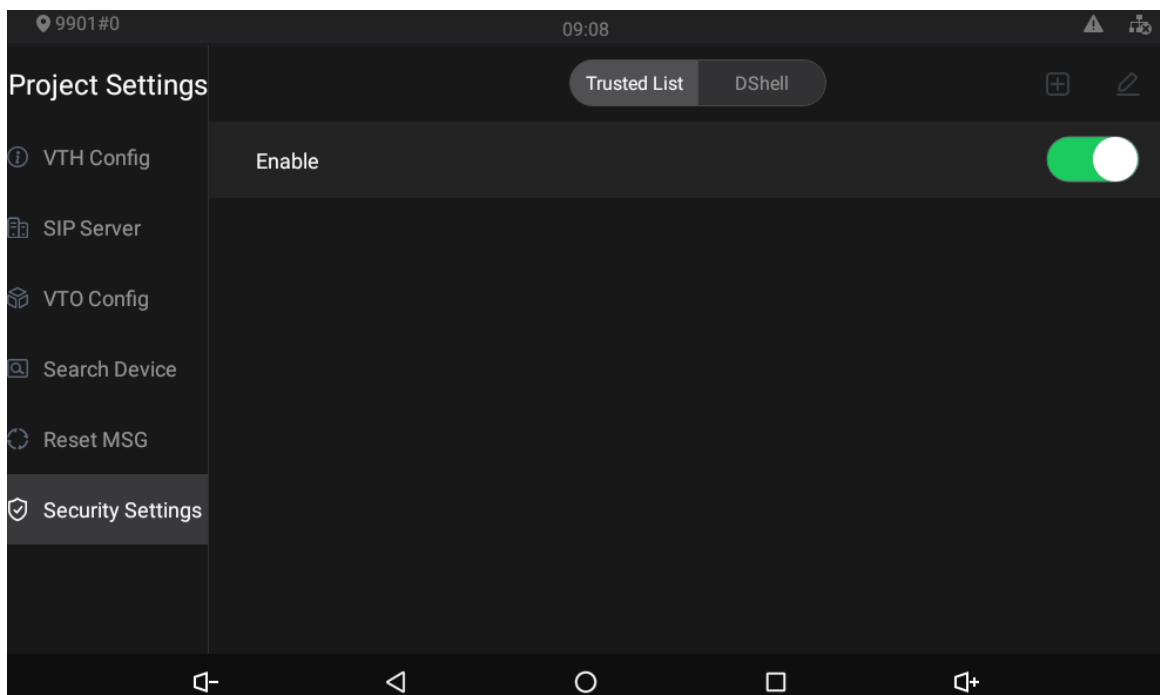 9901#0
09:08
Project Settings
Trusted List
DShell
VTH Config
Enable
SIP Server
VTO Config
Search Device
Reset MSG
Security Settings